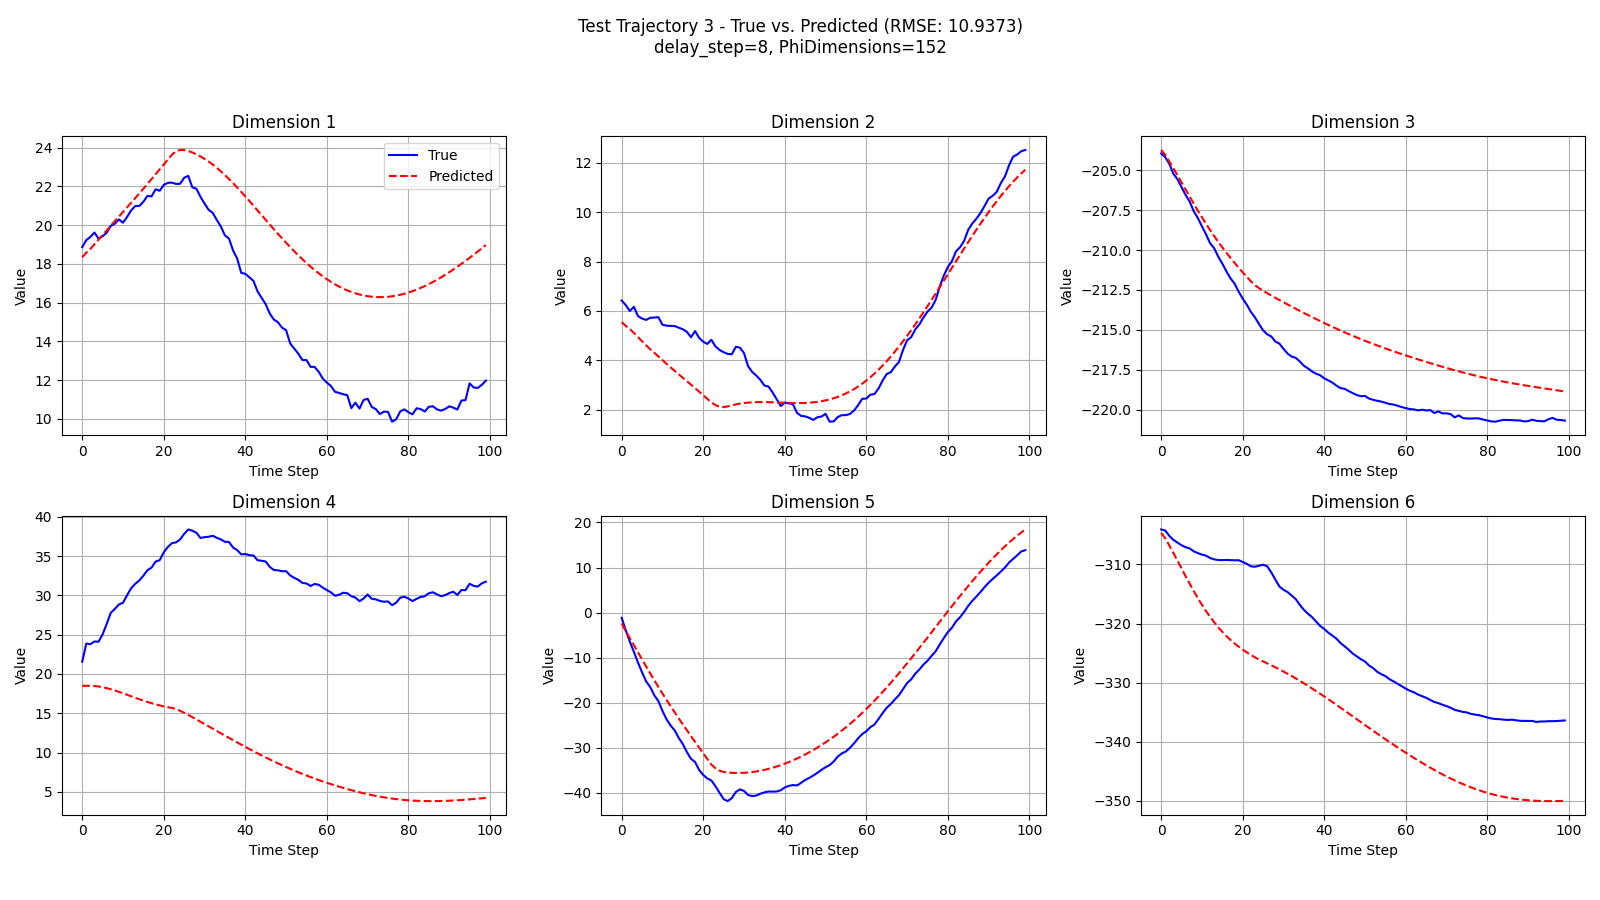 Test Trajectory 3 - True vs. Predicted (RMSE: 10.9373)
delay_step=8, PhiDimensions=152
Dimension 1
Value
24
22
20
18
16
14
12
10
0 20 40 60 80 100
Time Step
True
Predicted
Dimension 2
Value
12
10
8
6
4
2
0 20 40 60 80 100
Time Step
Dimension 3
Value
−205.0
−207.5
−210.0
−212.5
−215.0
−217.5
−220.0
0 20 40 60 80 100
Time Step
Dimension 4
Value
40
35
30
25
20
15
10
5
0 20 40 60 80 100
Time Step
Dimension 5
Value
20
10
0
−10
−20
−30
−40
0 20 40 60 80 100
Time Step
Dimension 6
Value
−310
−320
−330
−340
−350
0 20 40 60 80 100
Time Step